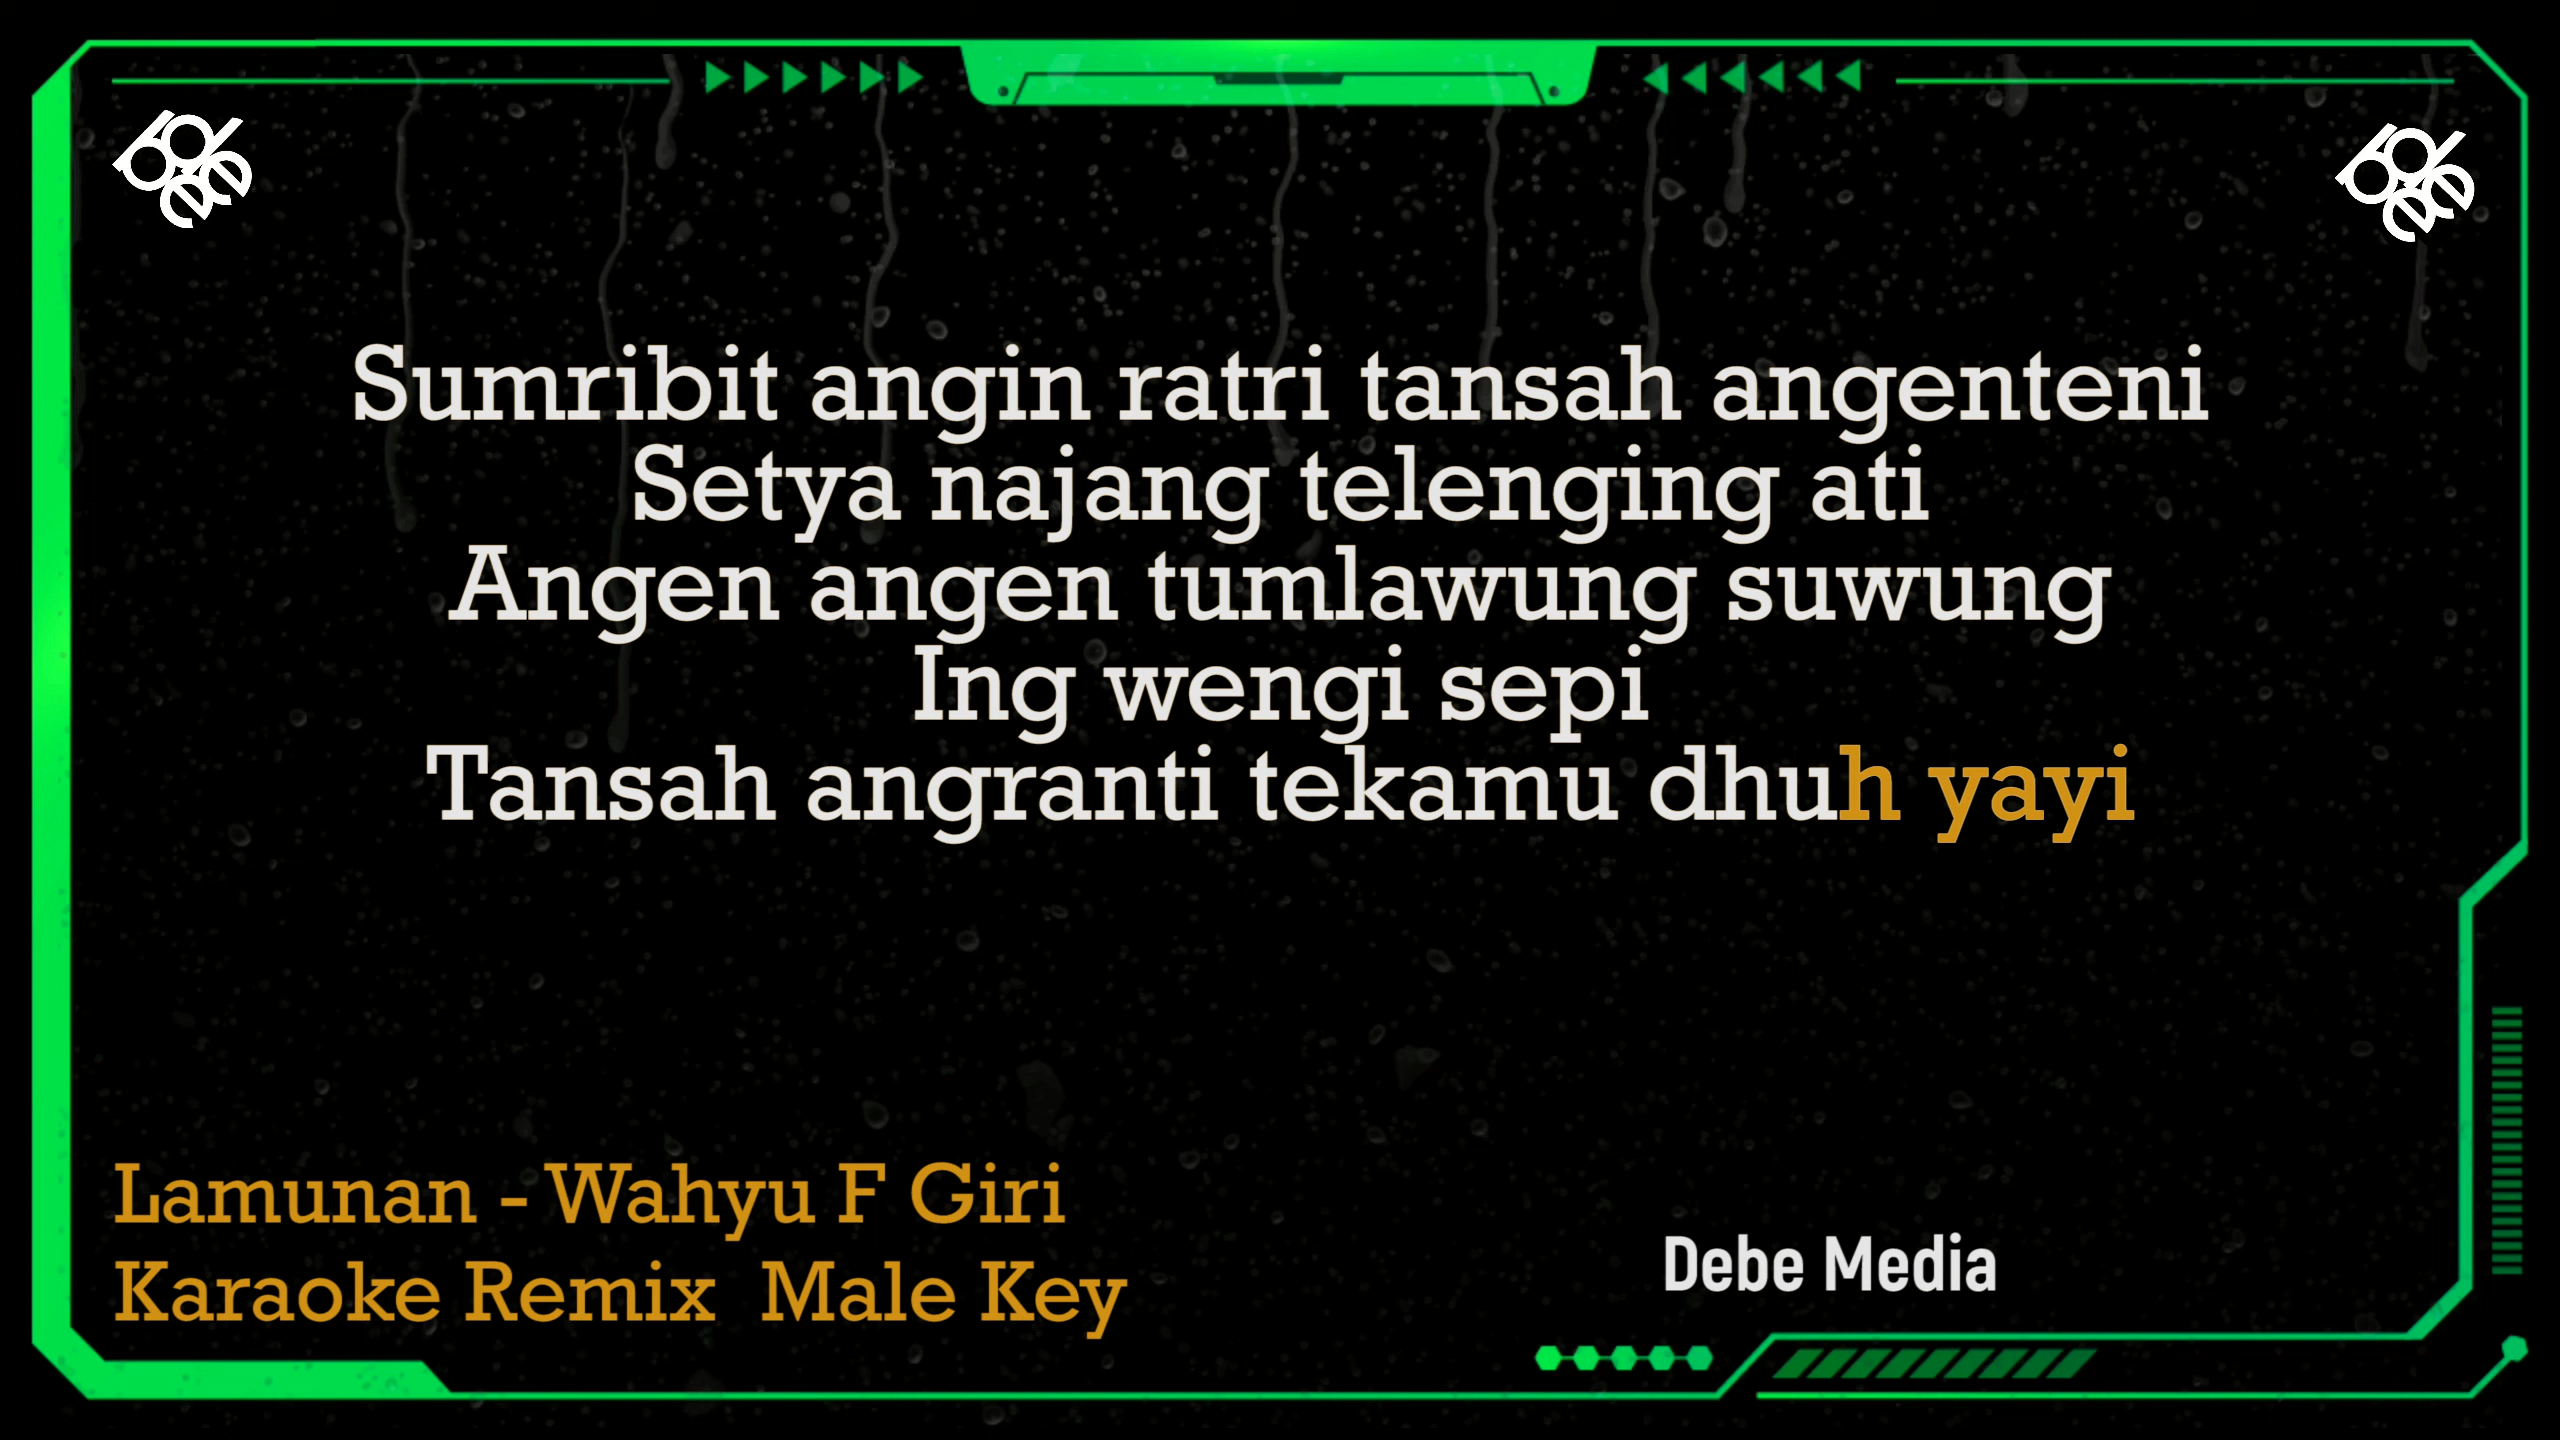 Sumribit angin ratri tansah angenteni
Setya najang telenging ati
Angen angen tumlawung suwung
Ing wengi sepi
Tansah angranti tekamu dhuh yayi
Lamunan - Wahyu F Giri
Karaoke Remix  Male Key
Debe Media